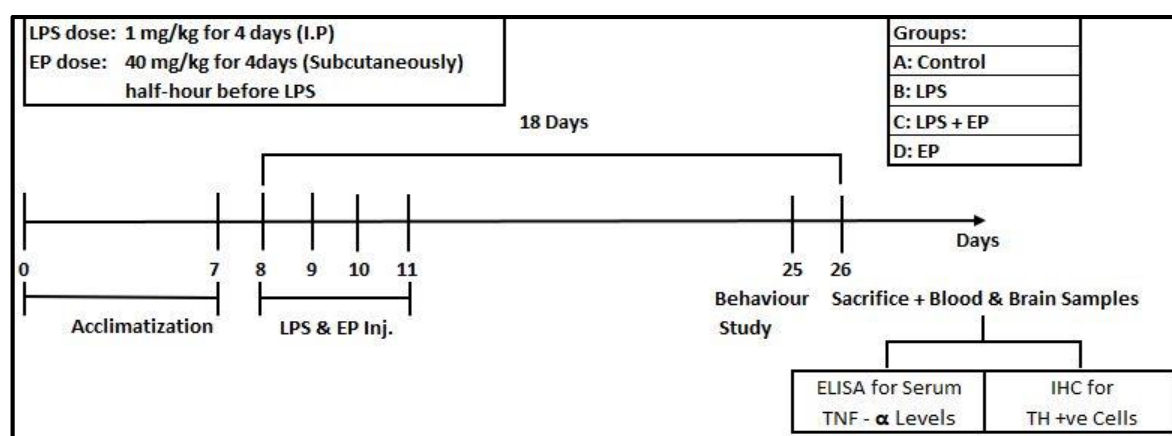 LPS dose: 1 mg/kg for 4 days (I.P)
EP dose: 40 mg/kg for 4days (Subcutaneously)
half-hour before LPS
Groups:
A: Control
B: LPS
C: LPS + EP
D: EP
18 Days
Days
0 7 8 9 10 11 25 26
Acclimatization
LPS & EP Inj.
Behaviour
Study
Sacrifice + Blood & Brain Samples
ELISA for Serum
TNF - α Levels
IHC for
TH +ve Cells